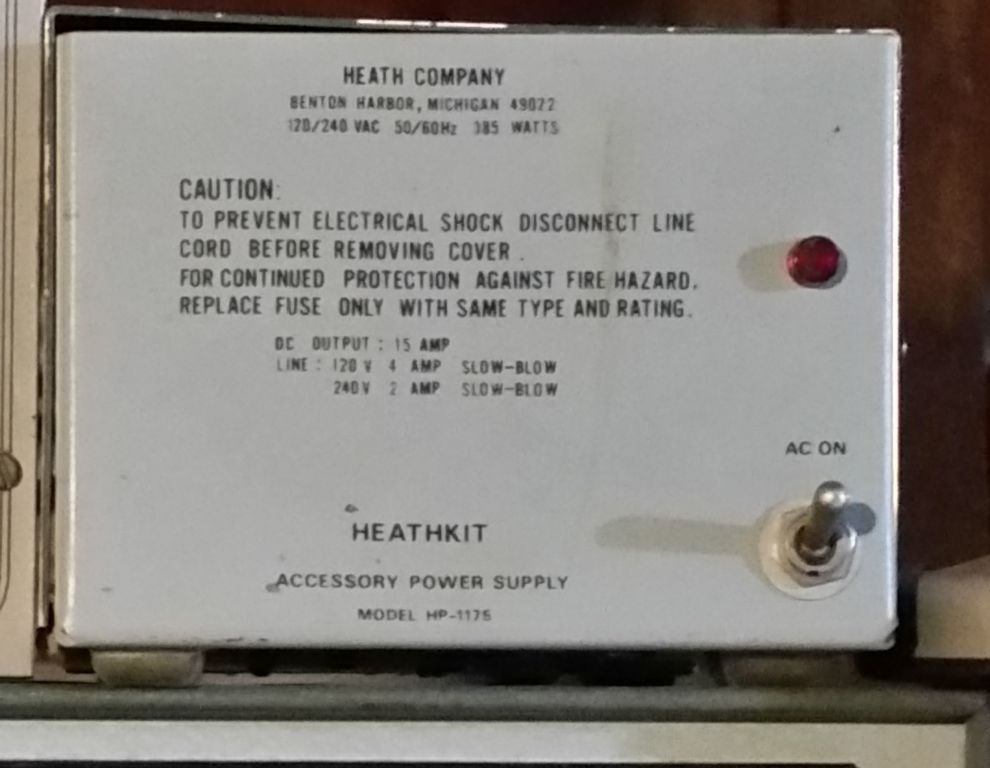 HEATH COMPANY
BENTON HARBOR, MICHIGAN 49022
120/240 VAC 50/60Hz 385 WATTS
CAUTION:
TO PREVENT ELECTRICAL SHOCK DISCONNECT LINE
CORD BEFORE REMOVING COVER.
FOR CONTINUED PROTECTION AGAINST FIRE HAZARD,
REPLACE FUSE ONLY WITH SAME TYPE AND RATING.
DC OUTPUT: 15 AMP
LINE: 120 V 4 AMP SLOW-BLOW
240 V 2 AMP SLOW-BLOW
AC ON
HEATHKIT
ACCESSORY POWER SUPPLY
MODEL HP-1175